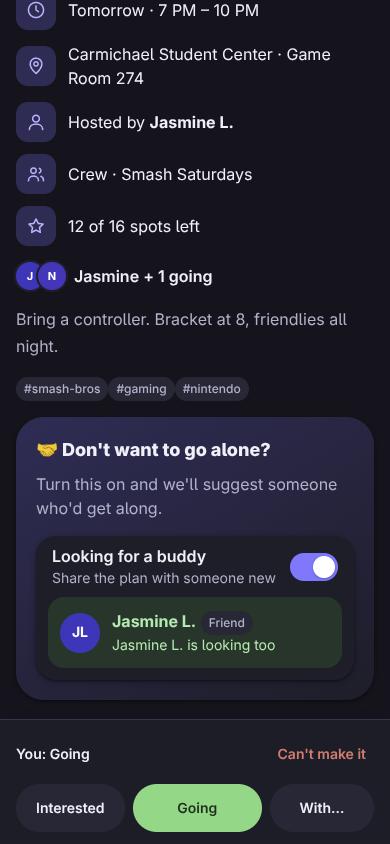 Tomorrow · 7 PM – 10 PM
Carmichael Student Center · Game
Room 274
Hosted by Jasmine L.
Crew · Smash Saturdays
12 of 16 spots left
J N Jasmine + 1 going
Bring a controller. Bracket at 8, friendlies all
night.
#smash-bros #gaming #nintendo
🤝 Don't want to go alone?
Turn this on and we'll suggest someone
who'd get along.
Looking for a buddy
Share the plan with someone new
JL
Jasmine L. Friend
Jasmine L. is looking too
You: Going Can't make it
Interested Going With...